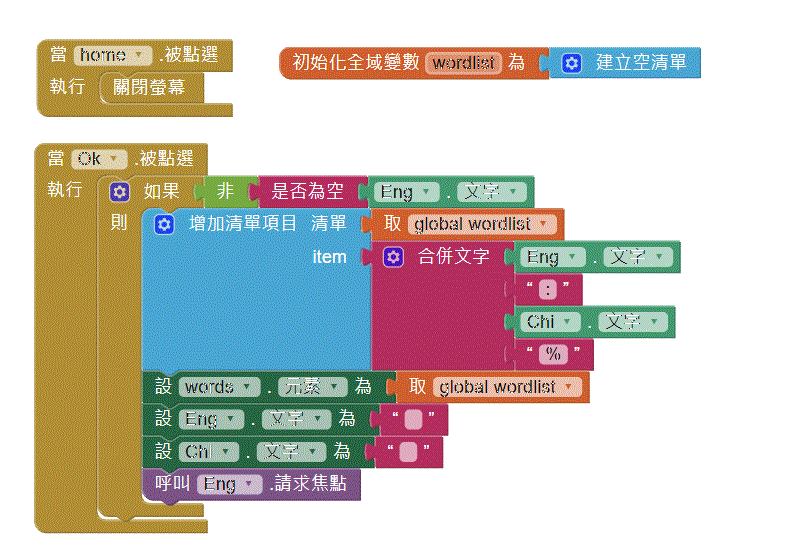 當 home .被點選
執行 關閉螢幕
初始化全域變數 wordlist 為 建立空清單
當 Ok .被點選
執行 如果 非 是否為空 Eng . 文字
則 增加清單項目 清單 取 global wordlist
item 合併文字 Eng . 文字
“ : ”
Chi . 文字
“ % ”
設 words . 元素 為 取 global wordlist
設 Eng . 文字 為 “ ”
設 Chi . 文字 為 “ ”
呼叫 Eng .請求焦點